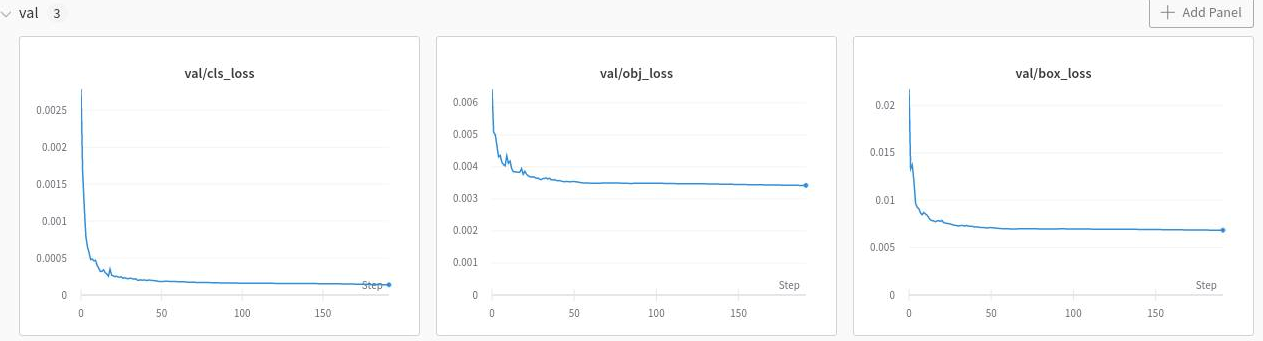 val 3
Add Panel
val/cls_loss
0.0025
0.002
0.0015
0.001
0.0005
0
Step
0 50 100 150
val/obj_loss
0.006
0.005
0.004
0.003
0.002
0.001
0
Step
0 50 100 150
val/box_loss
0.02
0.015
0.01
0.005
0
Step
0 50 100 150